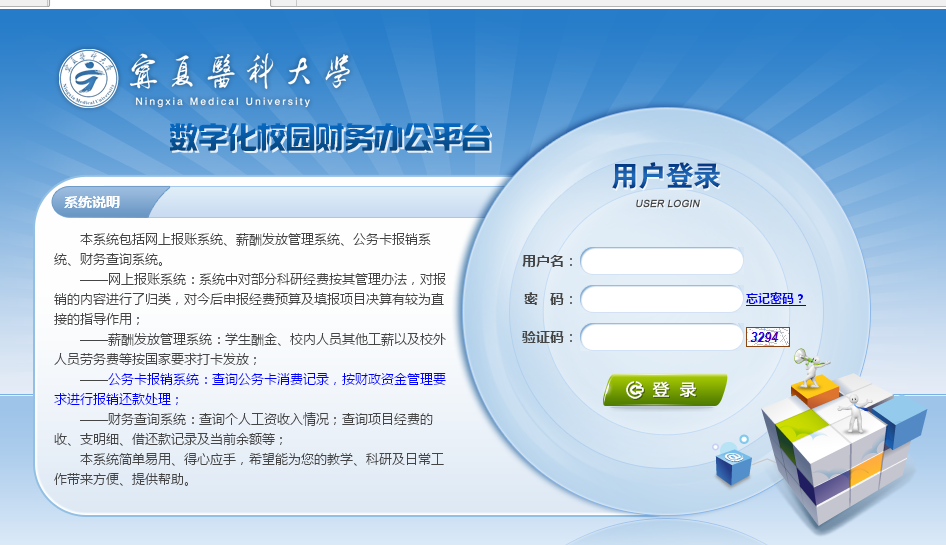 寧夏醫科大学
Ningxia Medical University
数字化校园财务办公平台
系统说明
本系统包括网上报账系统、薪酬发放管理系统、公务卡报销系
统、财务查询系统。
——网上报账系统：系统中对部分科研经费按其管理办法，对报
销的内容进行了归类，对今后申报经费预算及填报项目决算有较为直
接的指导作用；
——薪酬发放管理系统：学生酬金、校内人员其他工薪以及校外
人员劳务费等按国家要求打卡发放；
——公务卡报销系统：查询公务卡消费记录，按财政资金管理要
求进行报销还款处理；
——财务查询系统：查询个人工资收入情况；查询项目经费的
收、支明细、借还款记录及当前余额等；
本系统简单易用、得心应手，希望能为您的教学、科研及日常工
作带来方便、提供帮助。
用户登录
USER LOGIN
用户名：
密 码：
忘记密码？
验证码：
3294
登 录
@